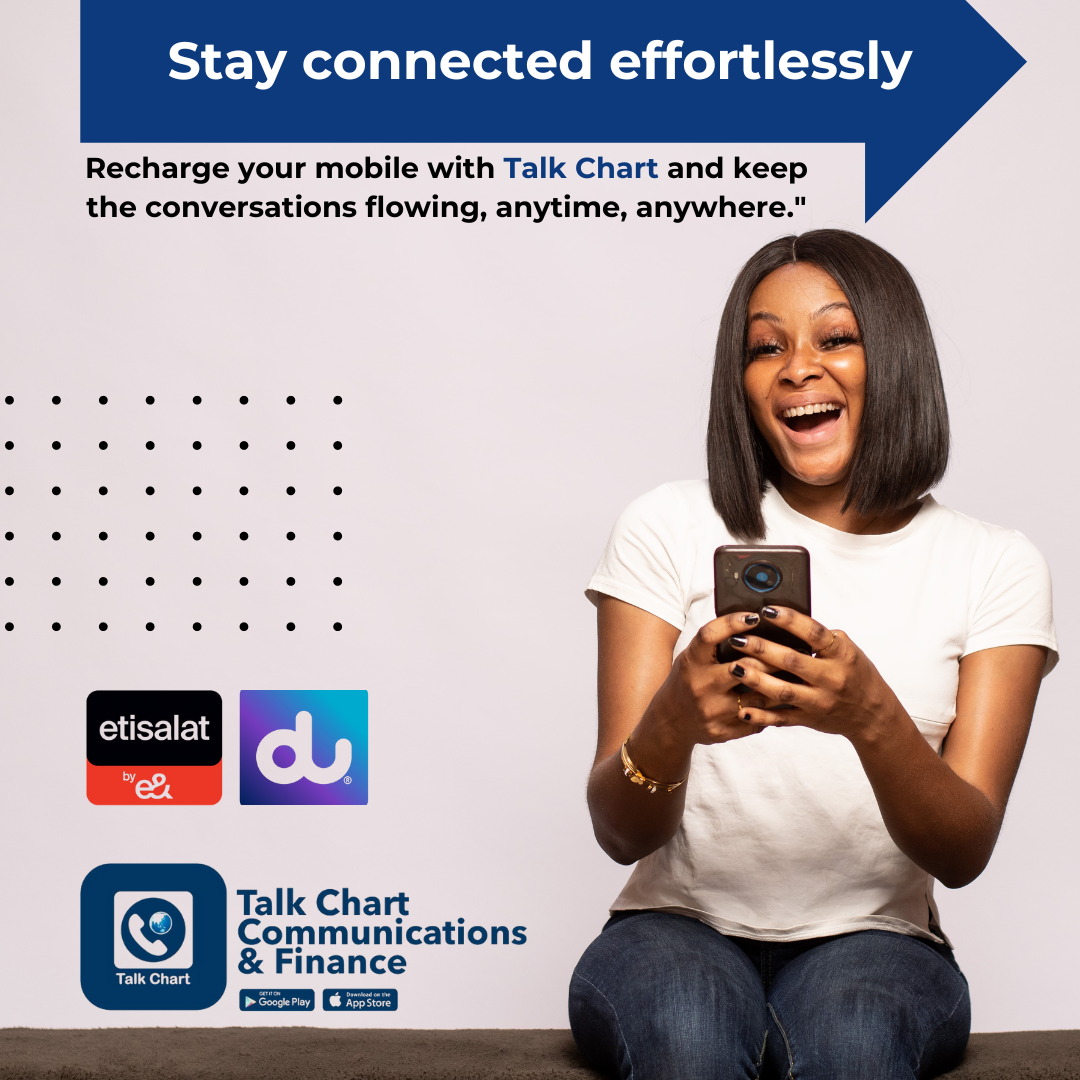 Stay connected effortlessly
Recharge your mobile with Talk Chart and keep
the conversations flowing, anytime, anywhere."
etisalat
by e&
du®
Talk Chart
Talk Chart
Communications
& Finance
GET IT ON
Google Play
Download on the
App Store